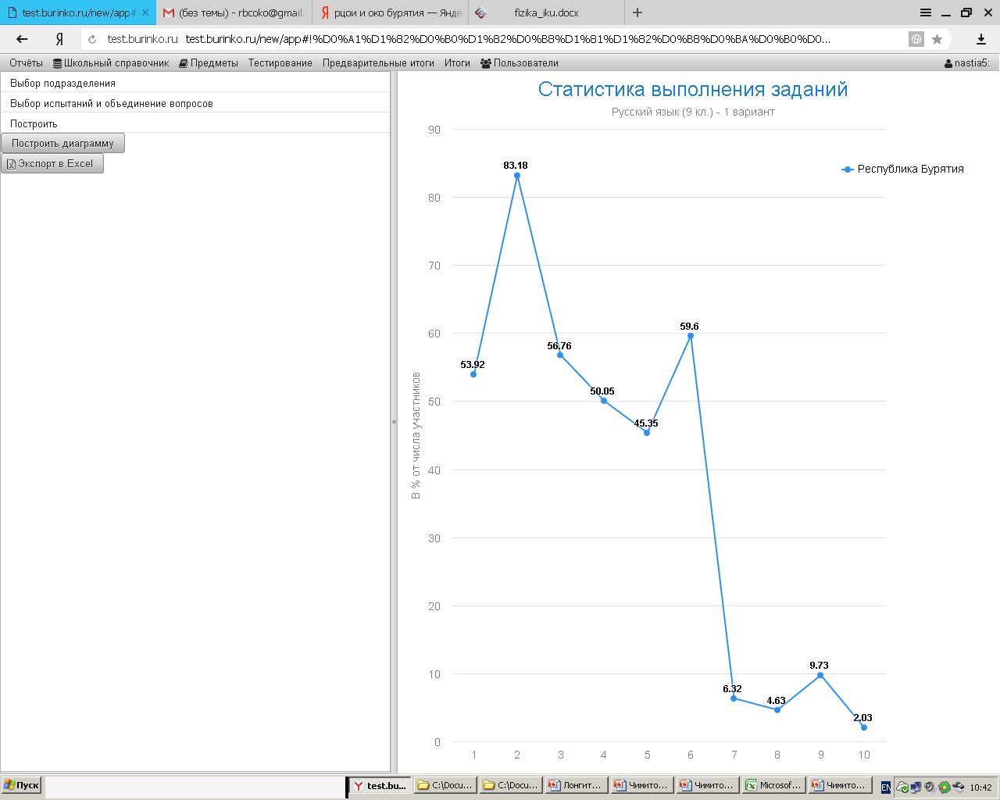 test.burinko.ru/new/app#
(без темы) - rbcoko@gmail.
рцои и око бурятия — Янде
fizika_iku.docx
test.burinko.ru test.burinko.ru/new/app#!%D0%A1%D1%82%D0%B0%D1%82%D0%B8%D1%81%D1%82%D0%B8%D0%BA%D0%B0%D0...
Отчёты Школьный справочник Предметы Тестирование Предварительные итоги Итоги Пользователи nastia5:
Выбор подразделения
Выбор испытаний и объединение вопросов
Построить
Построить диаграмму
Экспорт в Excel
Статистика выполнения заданий
Русский язык (9 кл.) - 1 вариант
Республика Бурятия
В % от числа участников
90
80
70
60
50
40
30
20
10
0
53.92
83.18
56.76
50.05
45.35
59.6
6.32
4.63
9.73
2.03
1 2 3 4 5 6 7 8 9 10
Пуск test.bu... C:\Docu... C:\Docu... Лонгит... Чимито... Чимито... Microsof... Чимито... EN 10:42